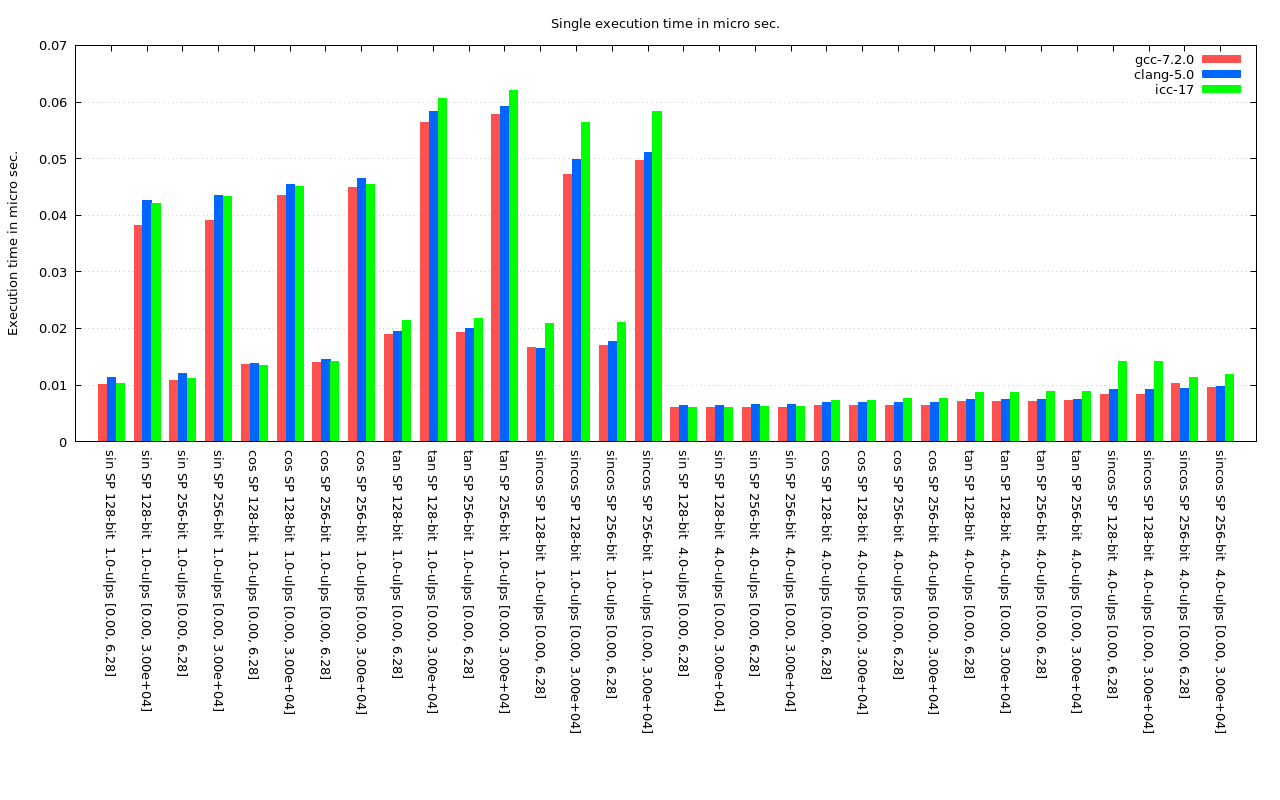 Single execution time in micro sec.
Execution time in micro sec.
0.07
0.06
0.05
0.04
0.03
0.02
0.01
0
gcc-7.2.0
clang-5.0
icc-17
sin SP 128-bit  1.0-ulps [0.00, 6.28]
sin SP 128-bit  1.0-ulps [0.00, 3.00e+04]
sin SP 256-bit  1.0-ulps [0.00, 6.28]
sin SP 256-bit  1.0-ulps [0.00, 3.00e+04]
cos SP 128-bit  1.0-ulps [0.00, 6.28]
cos SP 128-bit  1.0-ulps [0.00, 3.00e+04]
cos SP 256-bit  1.0-ulps [0.00, 6.28]
cos SP 256-bit  1.0-ulps [0.00, 3.00e+04]
tan SP 128-bit  1.0-ulps [0.00, 6.28]
tan SP 128-bit  1.0-ulps [0.00, 3.00e+04]
tan SP 256-bit  1.0-ulps [0.00, 6.28]
tan SP 256-bit  1.0-ulps [0.00, 3.00e+04]
sincos SP 128-bit  1.0-ulps [0.00, 6.28]
sincos SP 128-bit  1.0-ulps [0.00, 3.00e+04]
sincos SP 256-bit  1.0-ulps [0.00, 6.28]
sincos SP 256-bit  1.0-ulps [0.00, 3.00e+04]
sin SP 128-bit  4.0-ulps [0.00, 6.28]
sin SP 128-bit  4.0-ulps [0.00, 3.00e+04]
sin SP 256-bit  4.0-ulps [0.00, 6.28]
sin SP 256-bit  4.0-ulps [0.00, 3.00e+04]
cos SP 128-bit  4.0-ulps [0.00, 6.28]
cos SP 128-bit  4.0-ulps [0.00, 3.00e+04]
cos SP 256-bit  4.0-ulps [0.00, 6.28]
cos SP 256-bit  4.0-ulps [0.00, 3.00e+04]
tan SP 128-bit  4.0-ulps [0.00, 6.28]
tan SP 128-bit  4.0-ulps [0.00, 3.00e+04]
tan SP 256-bit  4.0-ulps [0.00, 6.28]
tan SP 256-bit  4.0-ulps [0.00, 3.00e+04]
sincos SP 128-bit  4.0-ulps [0.00, 6.28]
sincos SP 128-bit  4.0-ulps [0.00, 3.00e+04]
sincos SP 256-bit  4.0-ulps [0.00, 6.28]
sincos SP 256-bit  4.0-ulps [0.00, 3.00e+04]